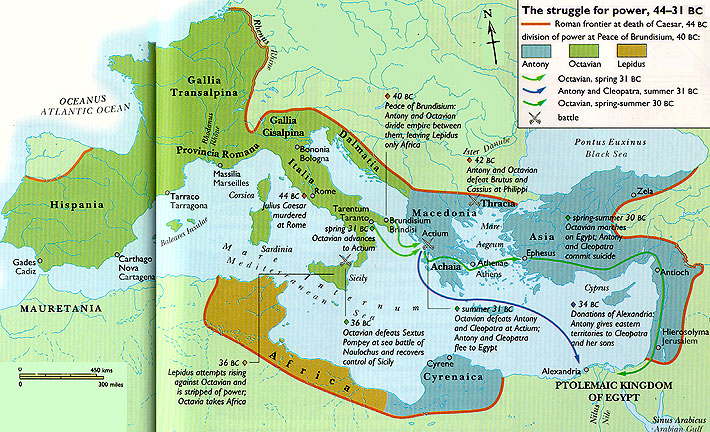 The struggle for power, 44–31 BC
Roman frontier at death of Caesar, 44 BC
division of power at Peace of Brundisium, 40 BC:
Antony
Octavian
Lepidus
Octavian, spring 31 BC
Antony and Cleopatra, summer 31 BC
Octavian, spring-summer 30 BC
battle
N
Rhenus
Rhine
Gallia
Transalpina
OCEANUS
ATLANTIC OCEAN
Rhodanus
Rhône
Provincia Romana
Gallia
Cisalpina
Bononia
Bologna
Dalmatia
40 BC
Peace of Brundisium:
Antony and Octavian
divide empire between
them, leaving Lepidus
only Africa
Ister Danube
Pontus Euxinus
Black Sea
42 BC
Antony and Octavian
defeat Brutus and
Cassius at Philippi
Massilia
Marseilles
Corsica
Italia
44 BC
Julius Caesar
murdered
at Rome
Rome
Hispania
Tarraco
Tarragona
Baleares Insulae
Tarentum
Taranto
Brundisium
Brindisi
Macedonia
Thracia
Zela
spring 31 BC
Octavian advances
to Actium
Actium
Mare
Aegeum
Asia
spring-summer 30 BC
Octavian marches
on Egypt; Antony
and Cleopatra
commit suicide
Sardinia
Gades
Cadiz
Carthago
Nova
Cartagena
Mare Internum
Mediterranean Sea
Sicily
Achaia
Athenae
Athens
Ephesus
Antioch
Cyprus
MAURETANIA
36 BC
Octavian defeats Sextus
Pompey at sea battle of
Naulochus and recovers
control of Sicily
summer 31 BC
Octavian defeats Antony
and Cleopatra at Actium;
Antony and Cleopatra
flee to Egypt
34 BC
Donations of Alexandria:
Antony gives eastern
territories to Cleopatra
and her sons
Hierosolyma
Jerusalem
36 BC
Lepidus attempts rising
against Octavian and
is stripped of power;
Octavia takes Africa
Africa
Cyrene
Cyrenaica
Alexandria
PTOLEMAIC KINGDOM
OF EGYPT
Nilus
Nile
Sinus Arabicus
Arabian Gulf
0
450 kms
0
300 miles